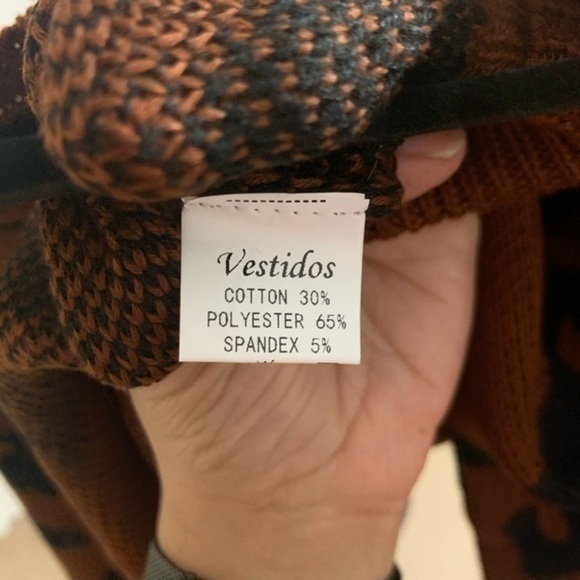 Vestidos
COTTON 30%
POLYESTER 65%
SPANDEX 5%